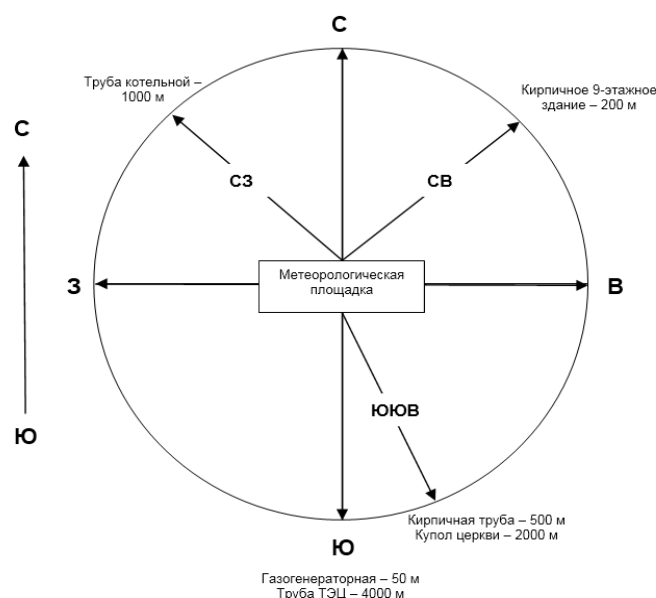 С
Труба котельной –
1000 м
Кирпичное 9-этажное
здание – 200 м
С
СЗ
СВ
Метеорологическая
площадка
З
В
ЮЮВ
Ю
Кирпичная труба – 500 м
Купол церкви – 2000 м
Ю
Газогенераторная – 50 м
Труба ТЭЦ – 4000 м